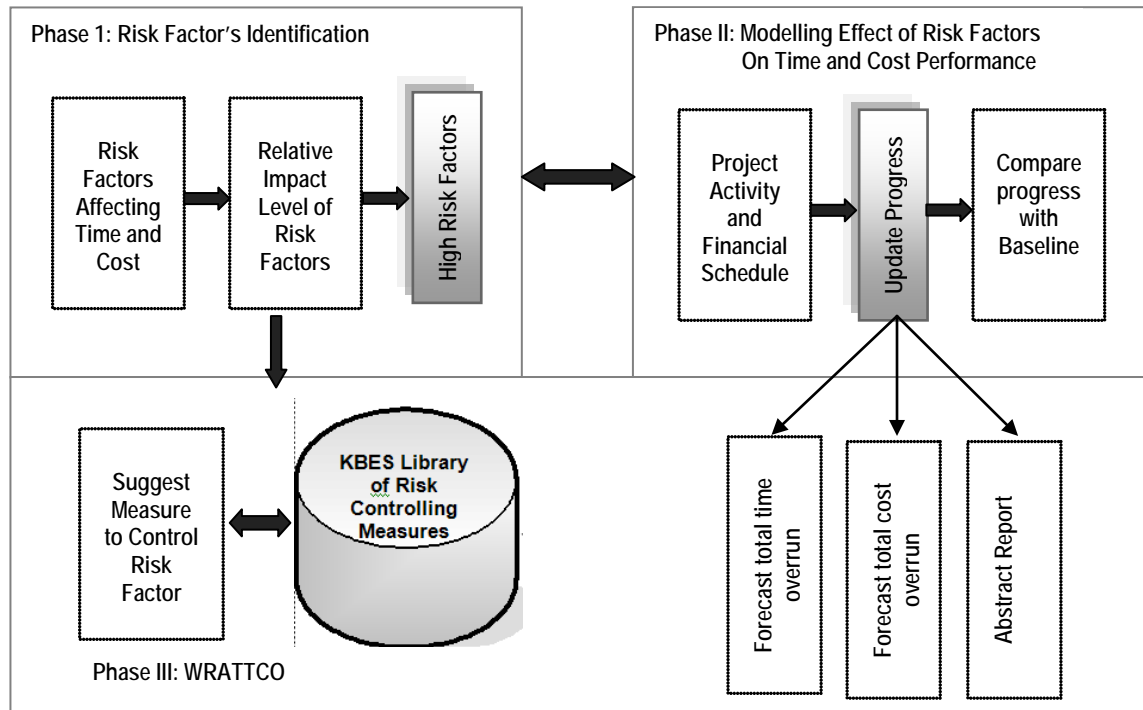 Phase 1: Risk Factor's Identification
Risk
Factors
Affecting
Time and
Cost
Relative
Impact
Level of
Risk
Factors
High Risk Factors
Phase II: Modelling Effect of Risk Factors
On Time and Cost Performance
Project
Activity
and
Financial
Schedule
Update Progress
Compare
progress
with
Baseline
Suggest
Measure
to Control
Risk
Factor
KBES Library
of Risk
Controlling
Measures
Phase III: WRATTCO
Forecast total time
overrun
Forecast total cost
overrun
Abstract Report